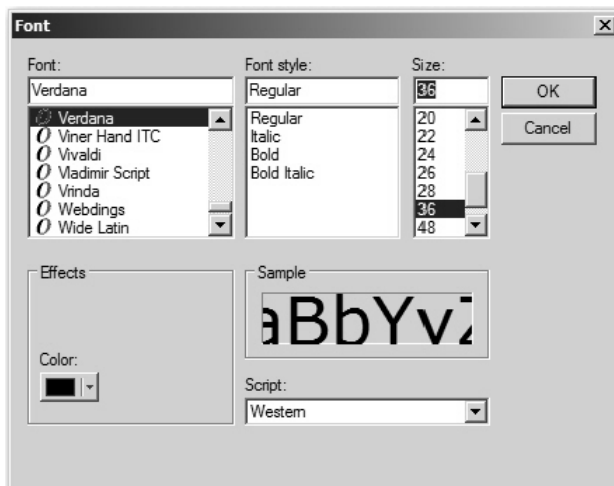 Font
Font:
Verdana
Verdana
Viner Hand ITC
Vivaldi
Vladimir Script
Vrinda
Webdings
Wide Latin
Font style:
Regular
Regular
Italic
Bold
Bold Italic
Size:
36
20
22
24
26
28
36
48
OK
Cancel
Effects
Color:
Sample
aBbYvZ
Script:
Western